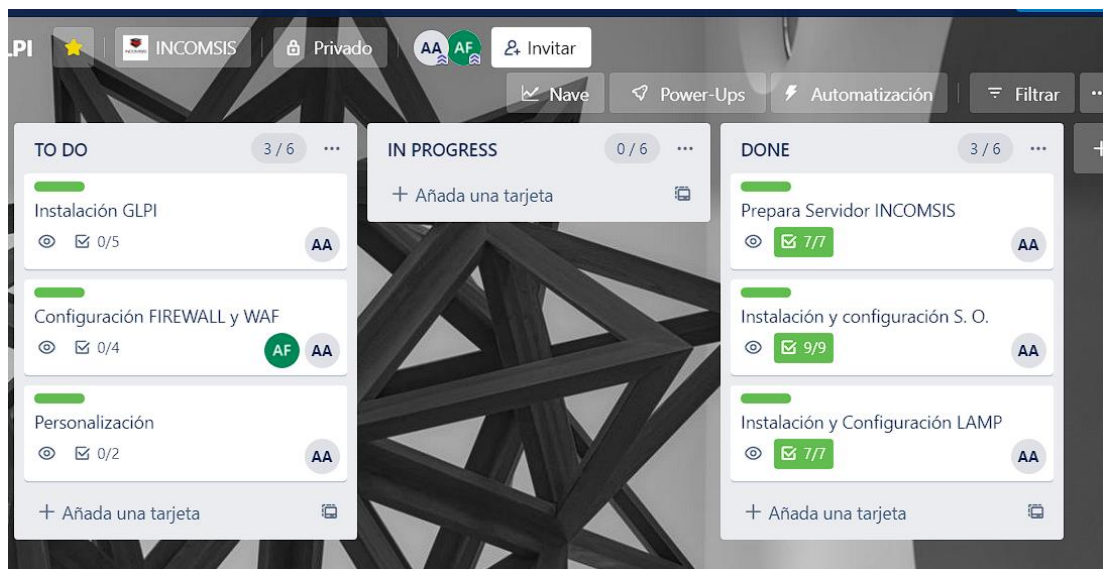 LPI INCOMSIS Privado AA AF Invitar
Nave Power-Ups Automatización Filtrar
TO DO 3 / 6
Instalación GLPI
0/5 AA
Configuración FIREWALL y WAF
0/4 AF AA
Personalización
0/2 AA
+ Añada una tarjeta
IN PROGRESS 0 / 6
+ Añada una tarjeta
DONE 3 / 6
Prepara Servidor INCOMSIS
7/7 AA
Instalación y configuración S. O.
9/9 AA
Instalación y Configuración LAMP
7/7 AA
+ Añada una tarjeta